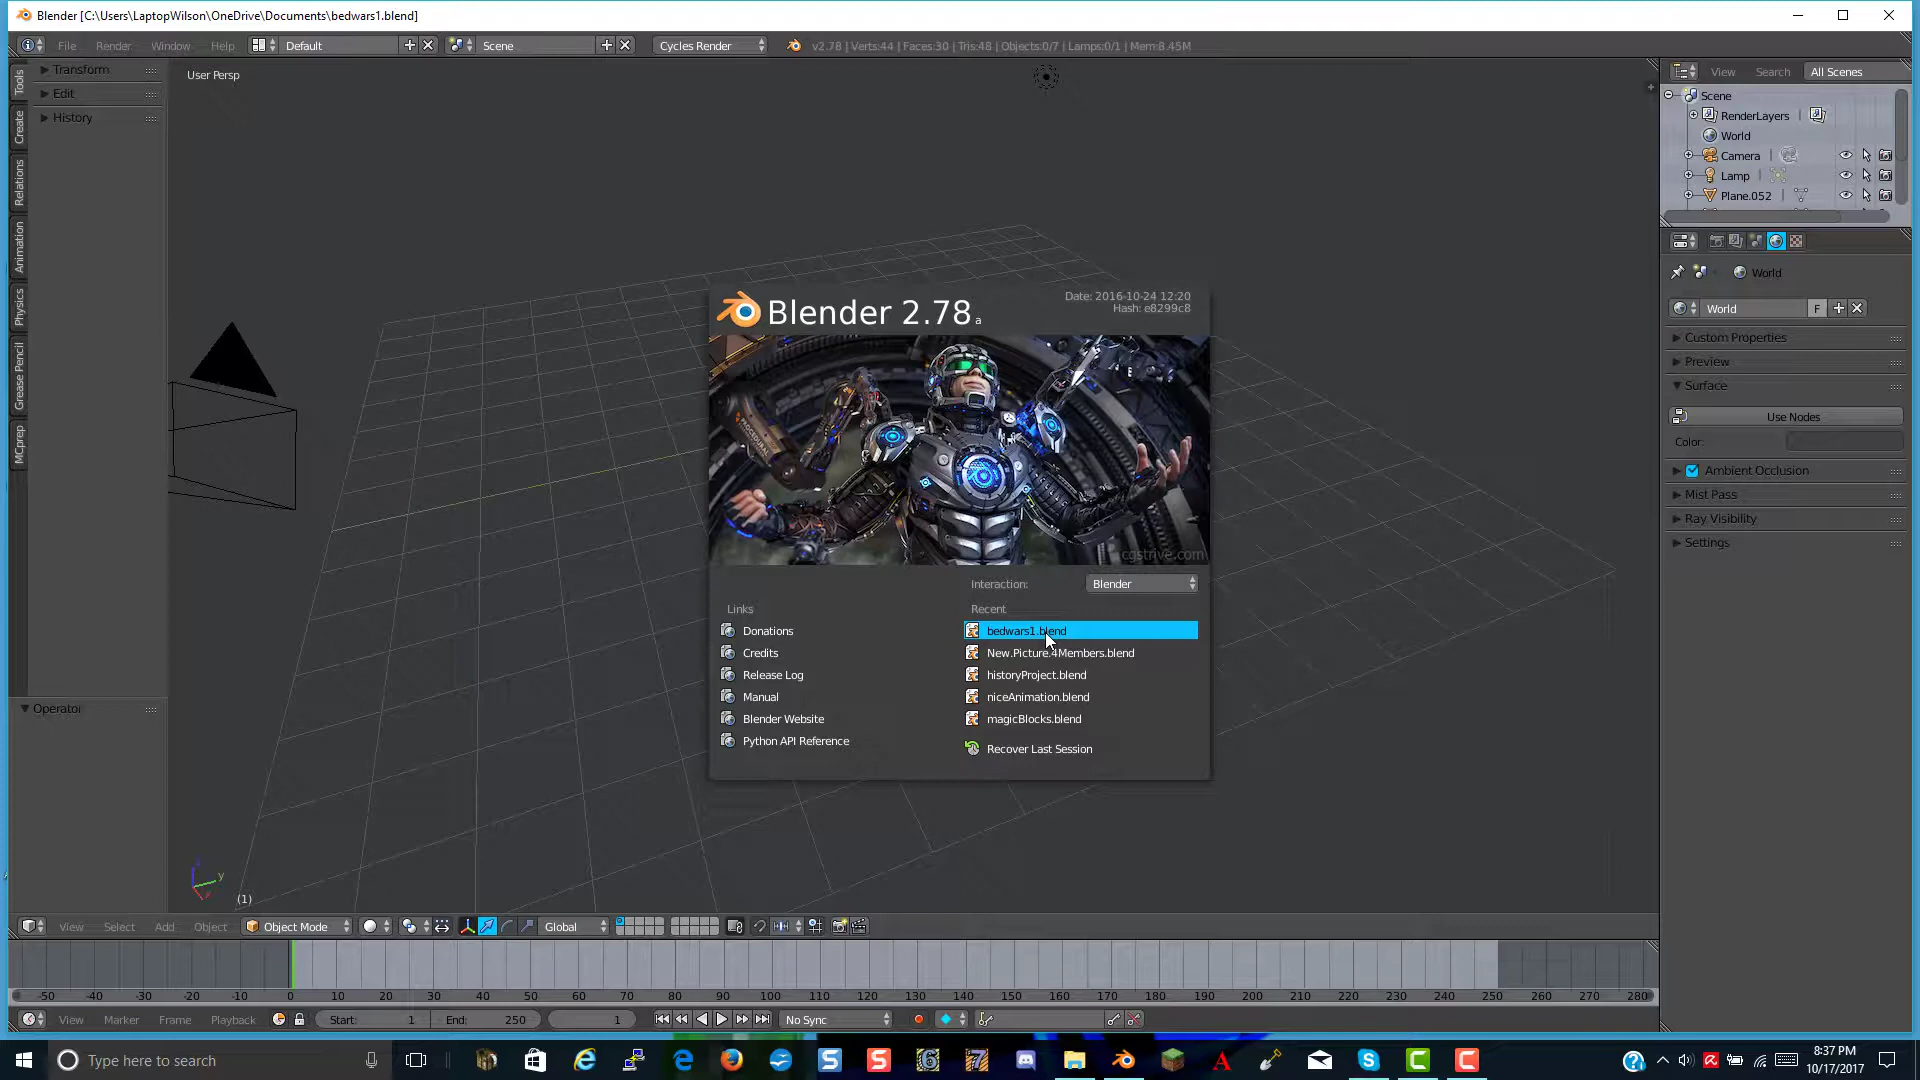 Blender [C:\Users\LaptopWilson\OneDrive\Documents\bedwars1.blend]
File Render Window Help Default Scene Cycles Render v2.78 | Verts:44 | Faces:30 | Tris:48 | Objects:0/7 | Lamps:0/1 | Mem:8.45M
Tools
Create
Relations
Animation
Physics
Grease Pencil
MCprep
Transform
Edit
History
Operator
User Persp
(1)
z
y
x
Blender 2.78 a
Date: 2016-10-24 12:20
Hash: e8299c8
cgstrive.com
Interaction: Blender
Links
Donations
Credits
Release Log
Manual
Blender Website
Python API Reference
Recent
bedwars1.blend
New.Picture.4Members.blend
historyProject.blend
niceAnimation.blend
magicBlocks.blend
Recover Last Session
View Search All Scenes
Scene
RenderLayers
World
Camera
Lamp
Plane.052
World
World F
Custom Properties
Preview
Surface
Use Nodes
Color:
Ambient Occlusion
Mist Pass
Ray Visibility
Settings
View Select Add Object Object Mode Global
-50 -40 -30 -20 -10 0 10 20 30 40 50 60 70 80 90 100 110 120 130 140 150 160 170 180 190 200 210 220 230 240 250 260 270 280
View Marker Frame Playback Start: 1 End: 250 1 No Sync
Type here to search
8:37 PM
10/17/2017